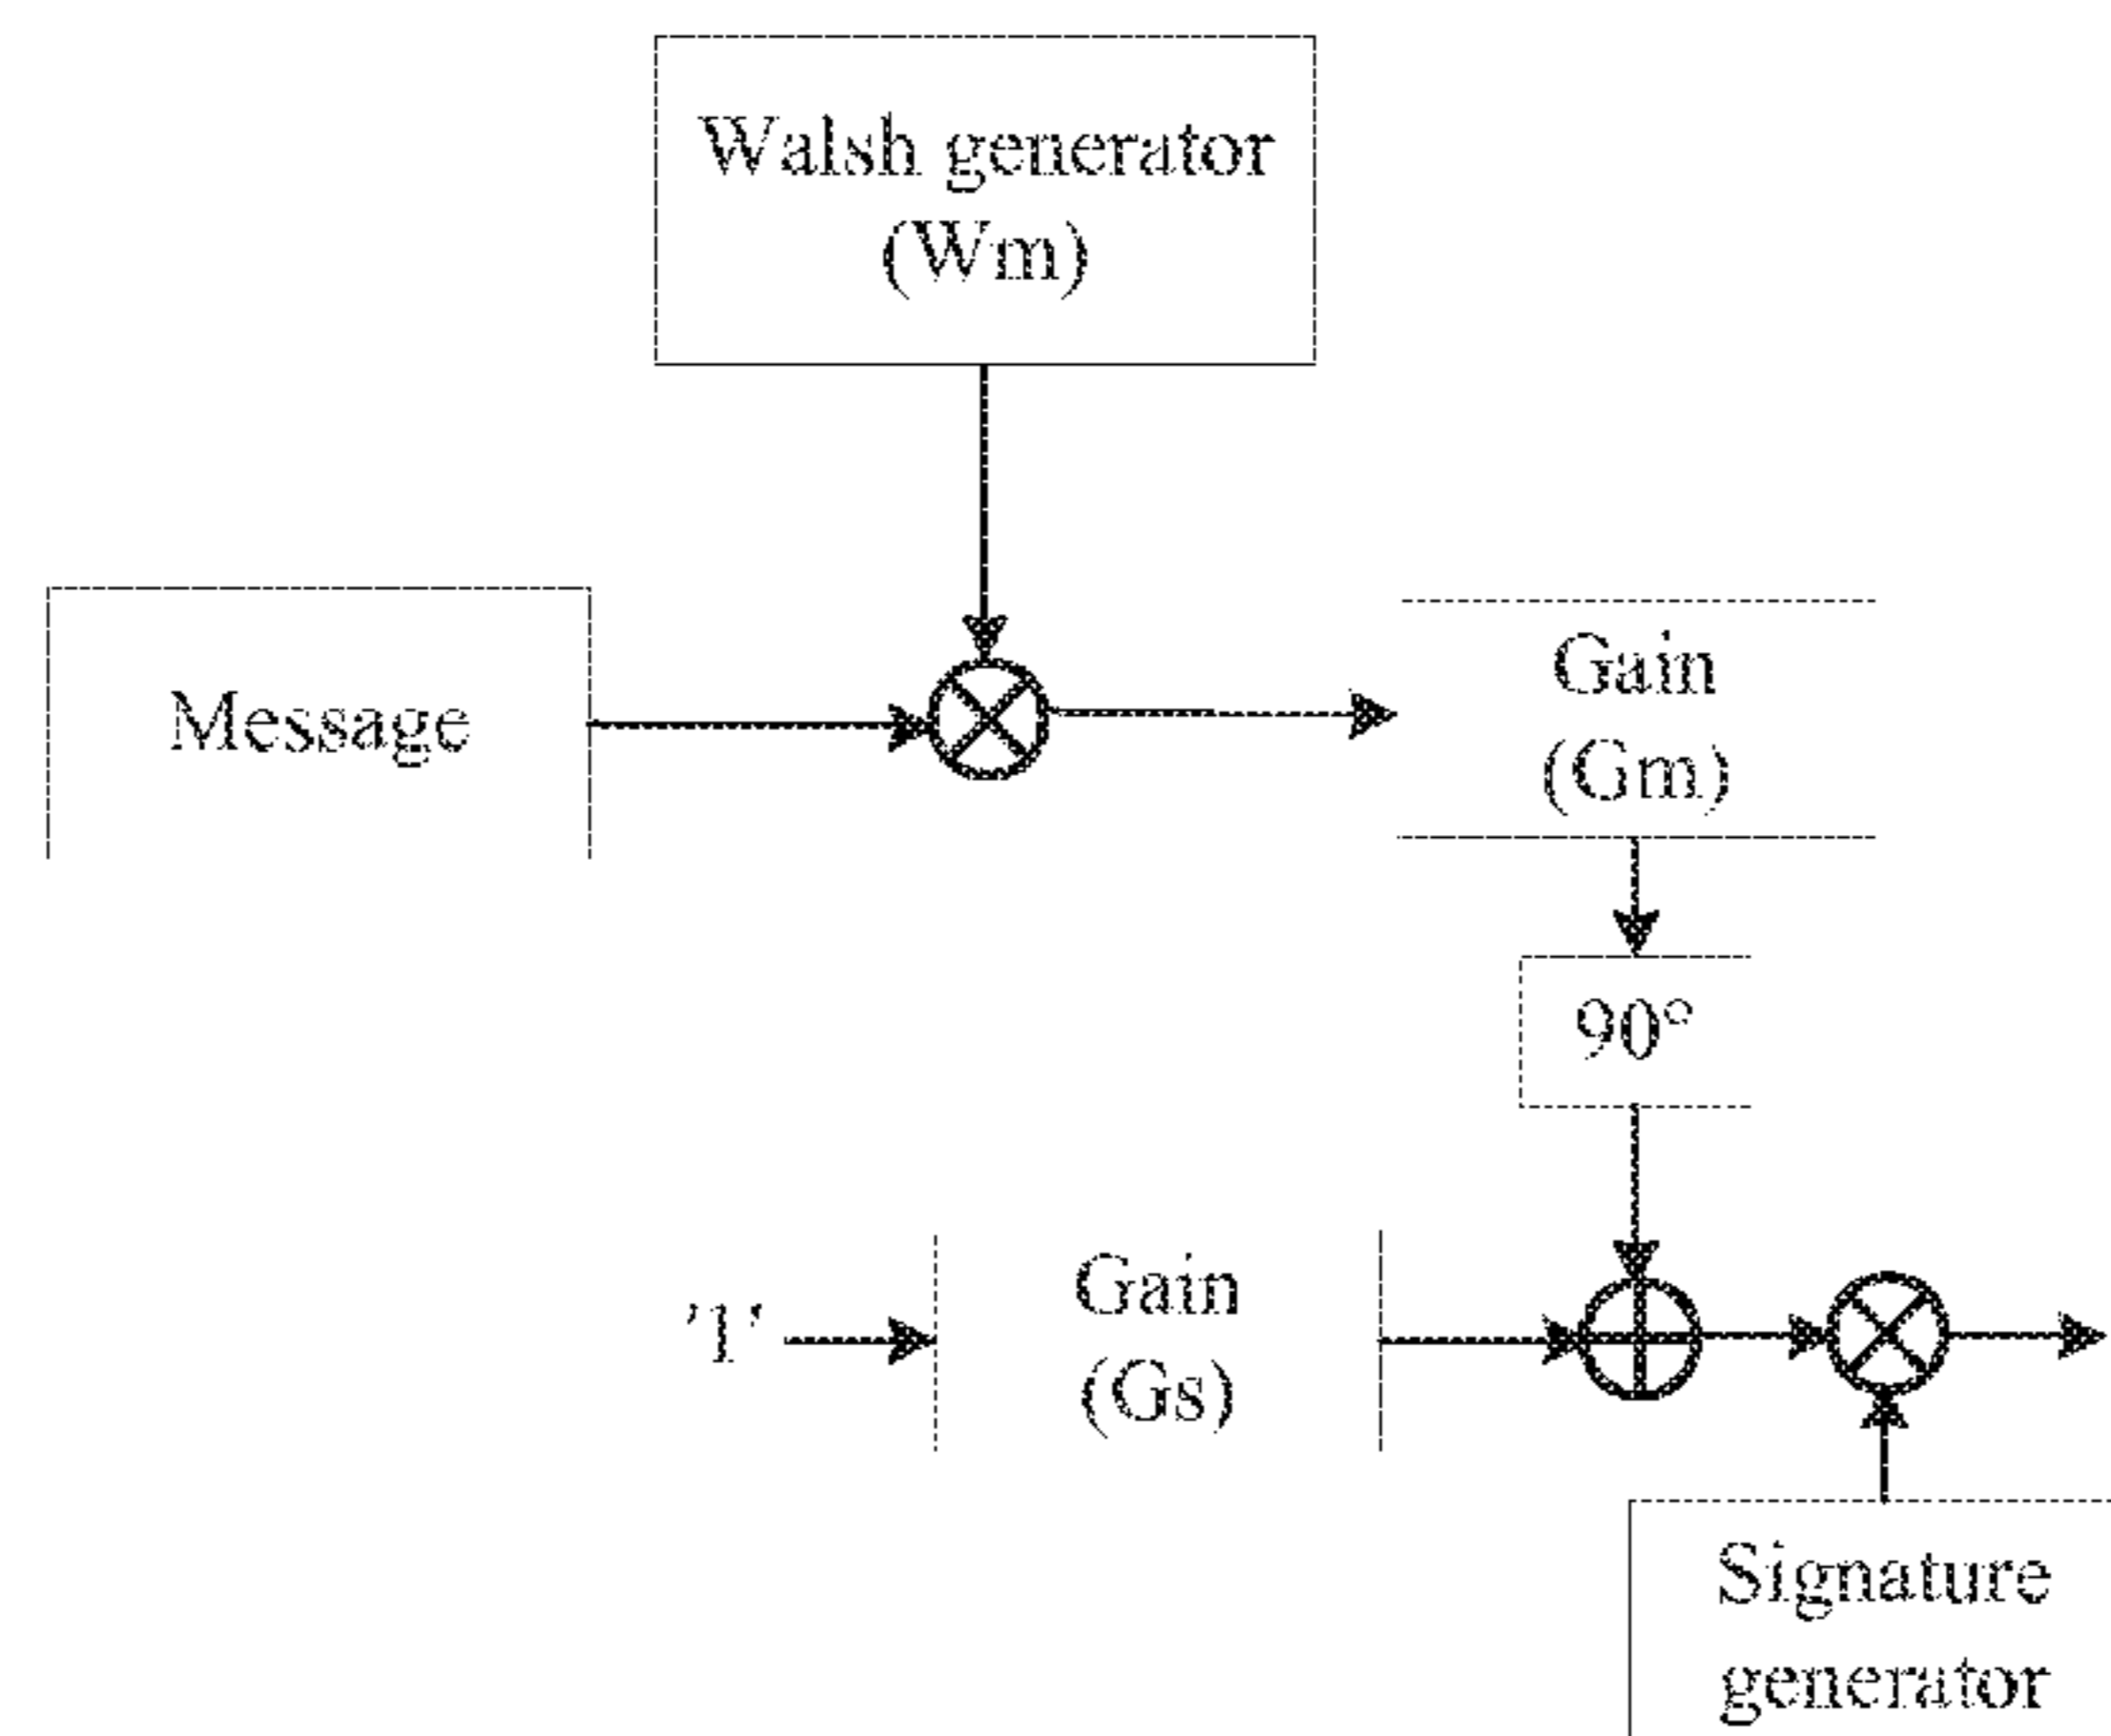 Walsh generator
(Wm)
Message
Gain
(Gm)
90°
'1'
Gain
(Gs)
Signature
generator